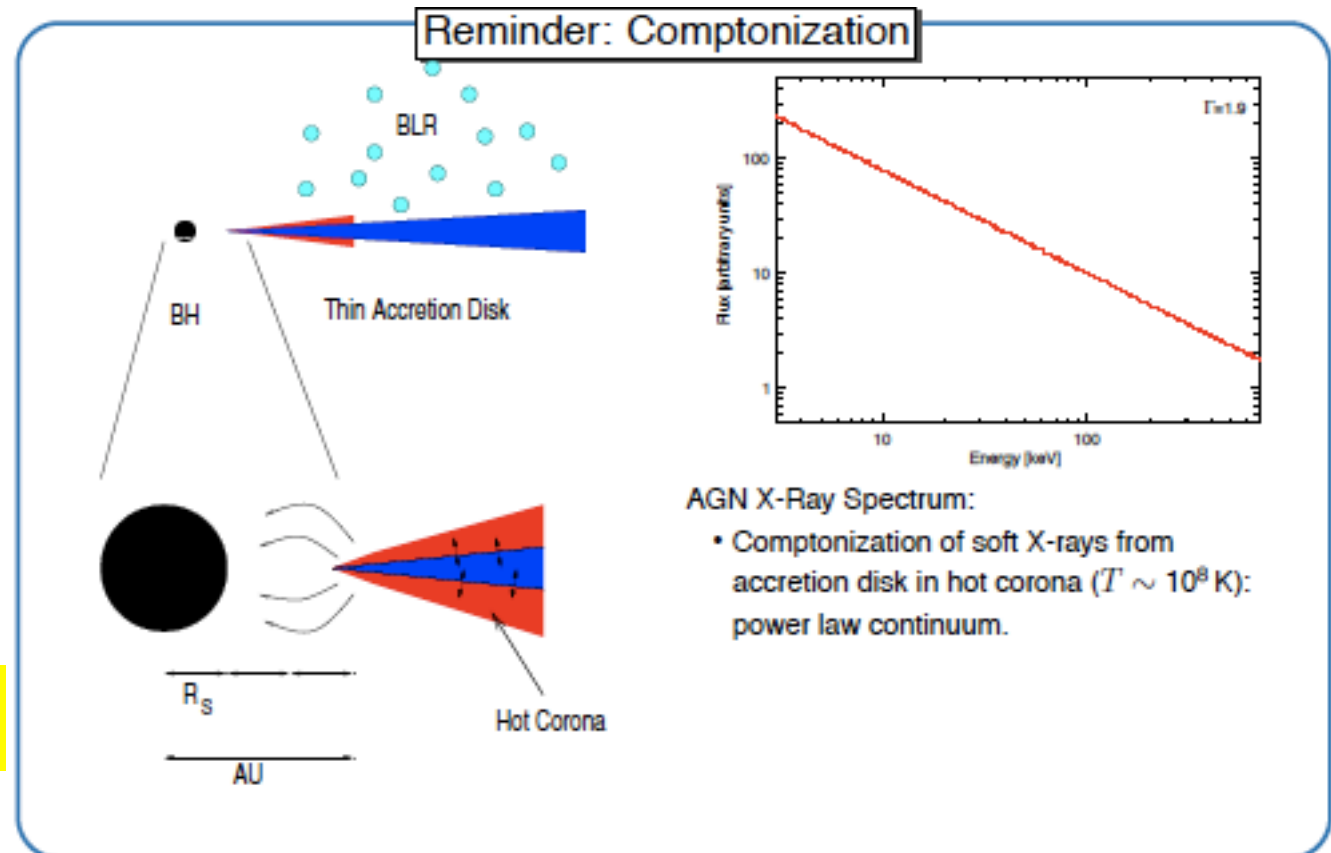 Reminder: Comptonization
BLR
BH
Thin Accretion Disk
R_S
AU
Hot Corona
Γ=1.9
100
10
1
Flux [arbitrary units]
10
100
Energy [keV]
AGN X-Ray Spectrum:
• Comptonization of soft X-rays from
accretion disk in hot corona (T ∼ 10⁸ K):
power law continuum.